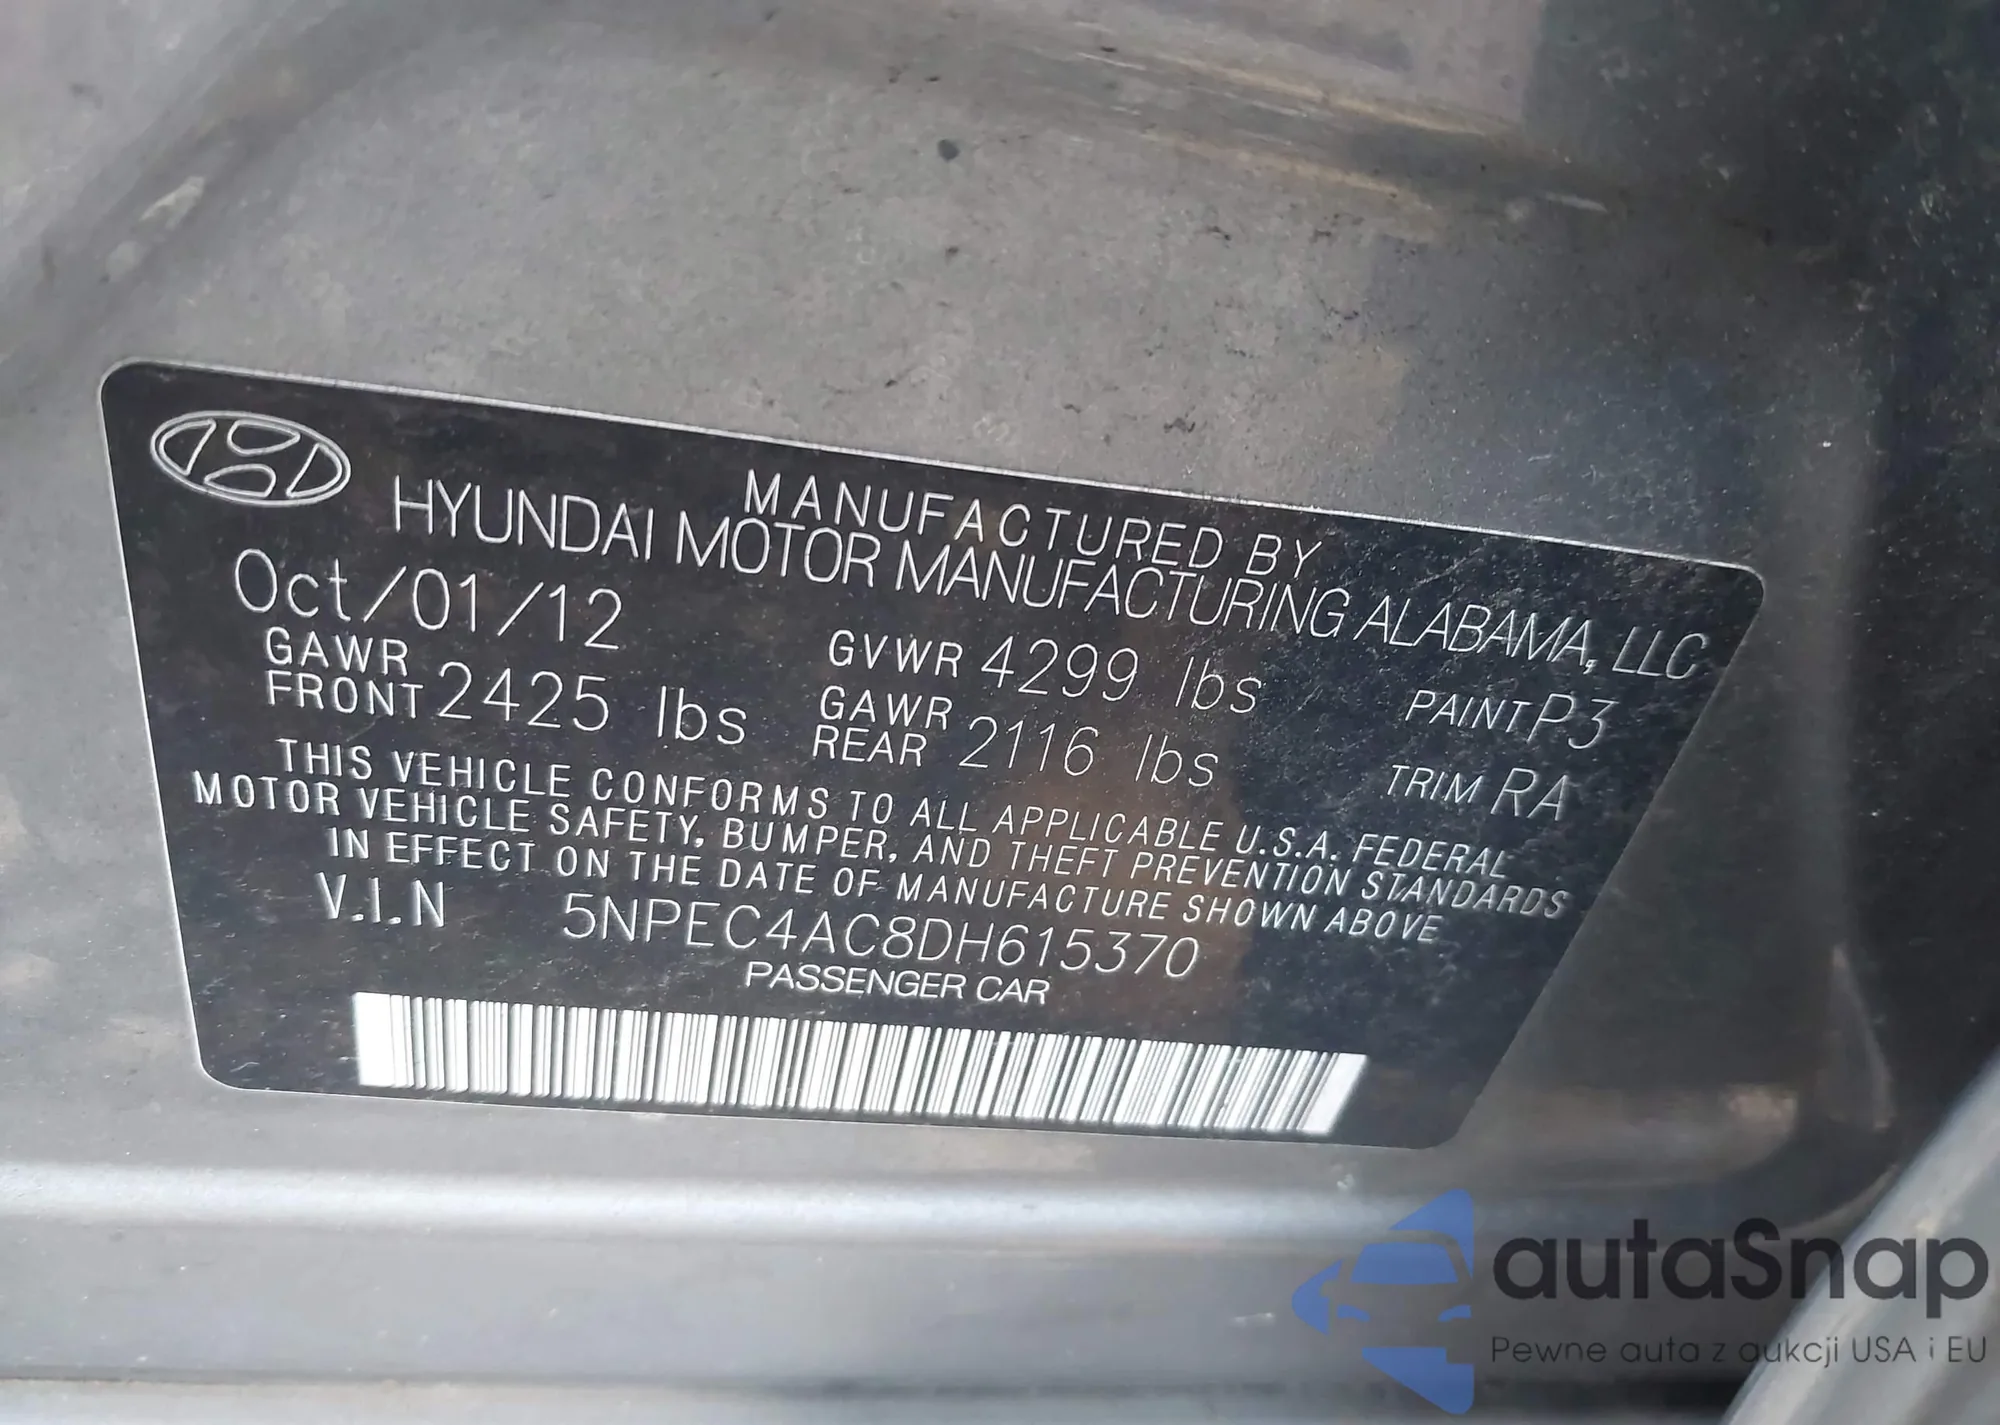 MANUFACTURED BY
HYUNDAI MOTOR MANUFACTURING ALABAMA, LLC
Oct/01/12 GVWR 4299 lbs PAINT P3
GAWR FRONT 2425 lbs GAWR REAR 2116 lbs TRIM RA
THIS VEHICLE CONFORMS TO ALL APPLICABLE U.S.A. FEDERAL
MOTOR VEHICLE SAFETY, BUMPER, AND THEFT PREVENTION STANDARDS
IN EFFECT ON THE DATE OF MANUFACTURE SHOWN ABOVE
V.I.N 5NPEC4AC8DH615370
PASSENGER CAR
autaSnap
Pewne auta z aukcji USA i EU